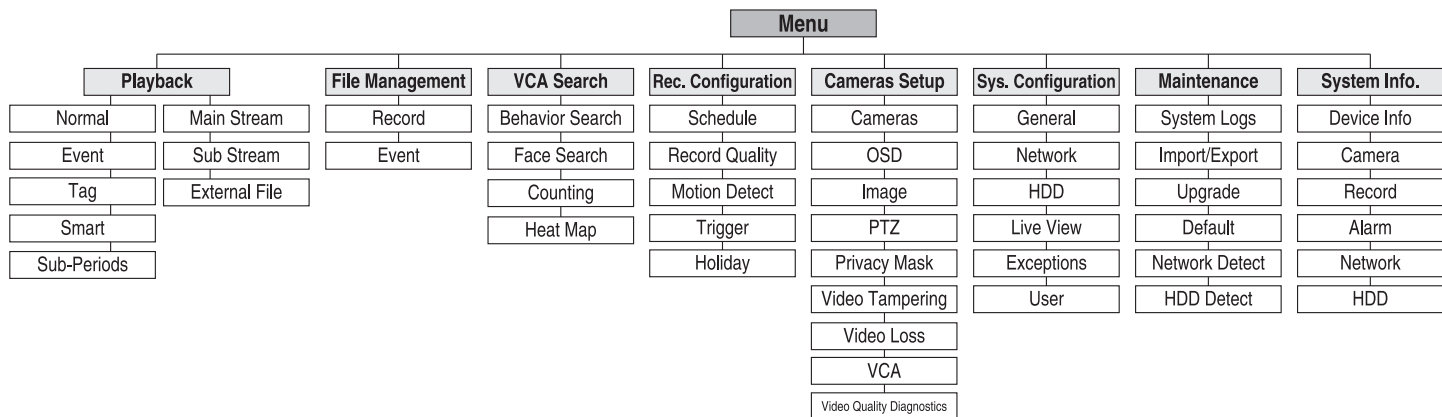 Menu
Playback
Normal
Event
Tag
Smart
Sub-Periods
Main Stream
Sub Stream
External File
File Management
Record
Event
VCA Search
Behavior Search
Face Search
Counting
Heat Map
Rec. Configuration
Schedule
Record Quality
Motion Detect
Trigger
Holiday
Cameras Setup
Cameras
OSD
Image
PTZ
Privacy Mask
Video Tampering
Video Loss
VCA
Video Quality Diagnostics
Sys. Configuration
General
Network
HDD
Live View
Exceptions
User
Maintenance
System Logs
Import/Export
Upgrade
Default
Network Detect
HDD Detect
System Info.
Device Info
Camera
Record
Alarm
Network
HDD